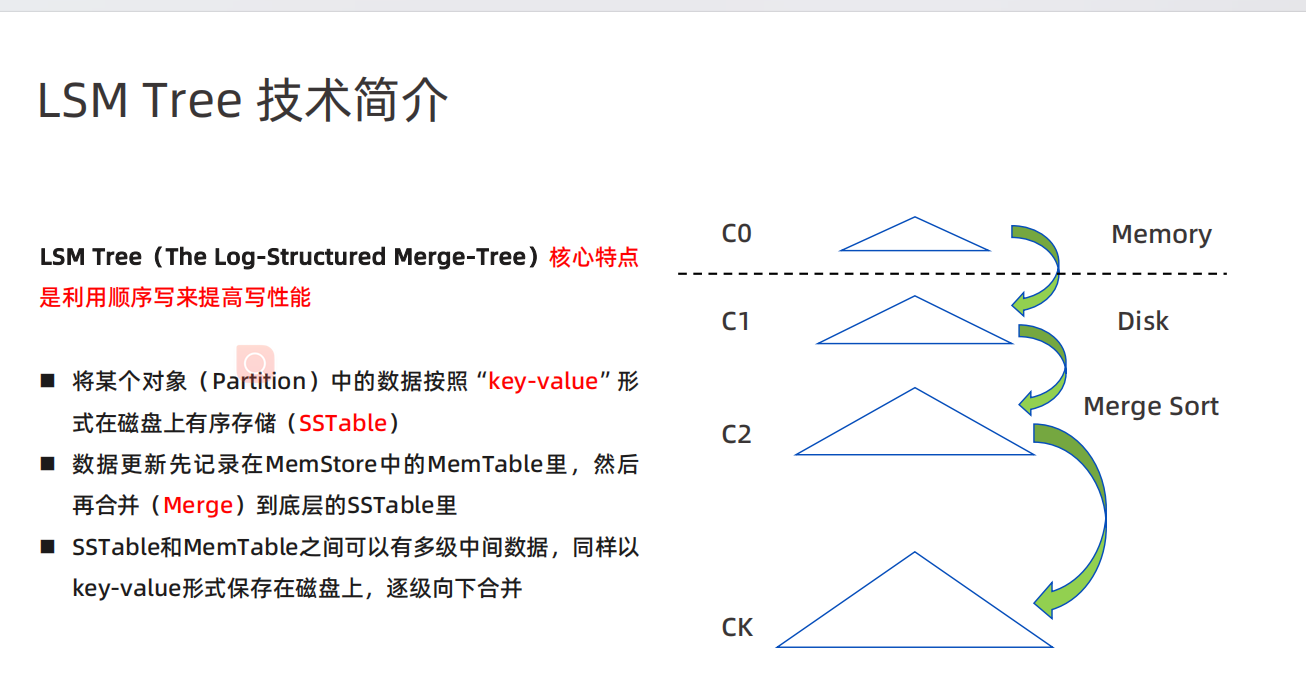 LSM Tree 技术简介
LSM Tree（The Log-Structured Merge-Tree）核心特点
是利用顺序写来提高写性能
■ 将某个对象（Partition）中的数据按照“key-value”形
式在磁盘上有序存储（SSTable）
■ 数据更新先记录在MemStore中的MemTable里，然后
再合并（Merge）到底层的SSTable里
■ SSTable和MemTable之间可以有多级中间数据，同样以
key-value形式保存在磁盘上，逐级向下合并
C0
Memory
C1
Disk
Merge Sort
C2
CK